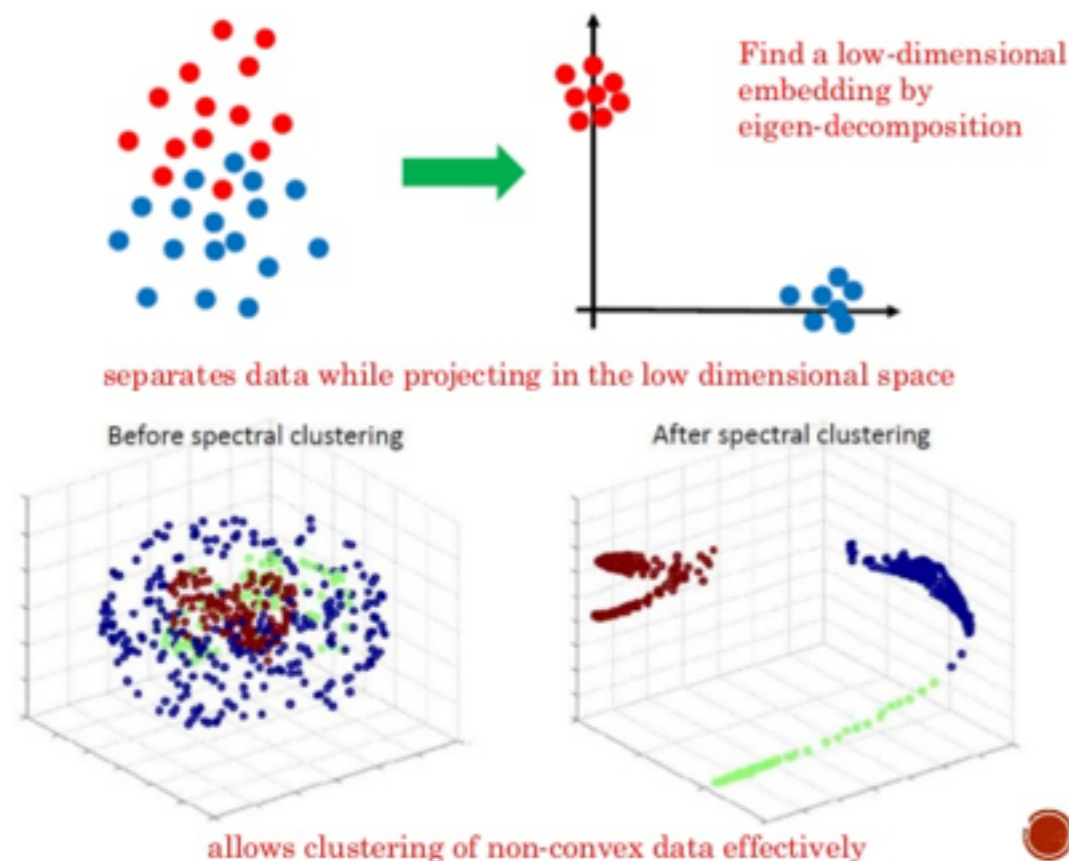 Find a low-dimensional
embedding by
eigen-decomposition
separates data while projecting in the low dimensional space
Before spectral clustering
After spectral clustering
allows clustering of non-convex data effectively